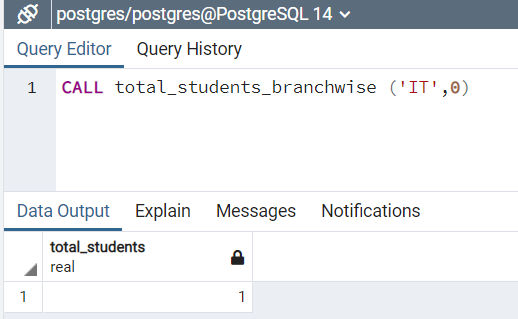 postgres/postgres@PostgreSQL 14
Query Editor Query History
1 CALL total_students_branchwise ('IT',0)
Data Output Explain Messages Notifications
total_students
real
1 1